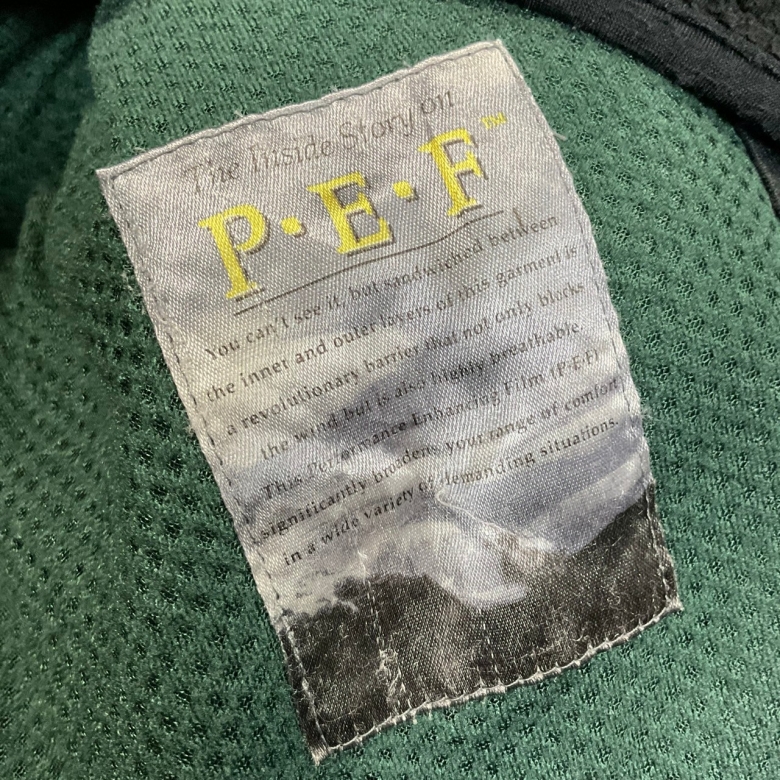 The Inside Story on
P·E·F™
You can't see it, but sandwiched between
the inner and outer layers of this garment is
a revolutionary barrier that not only blocks
the wind but is also highly breathable.
This Performance Enhancing Film (P·E·F)
significantly broadens your range of comfort
in a wide variety of demanding situations.